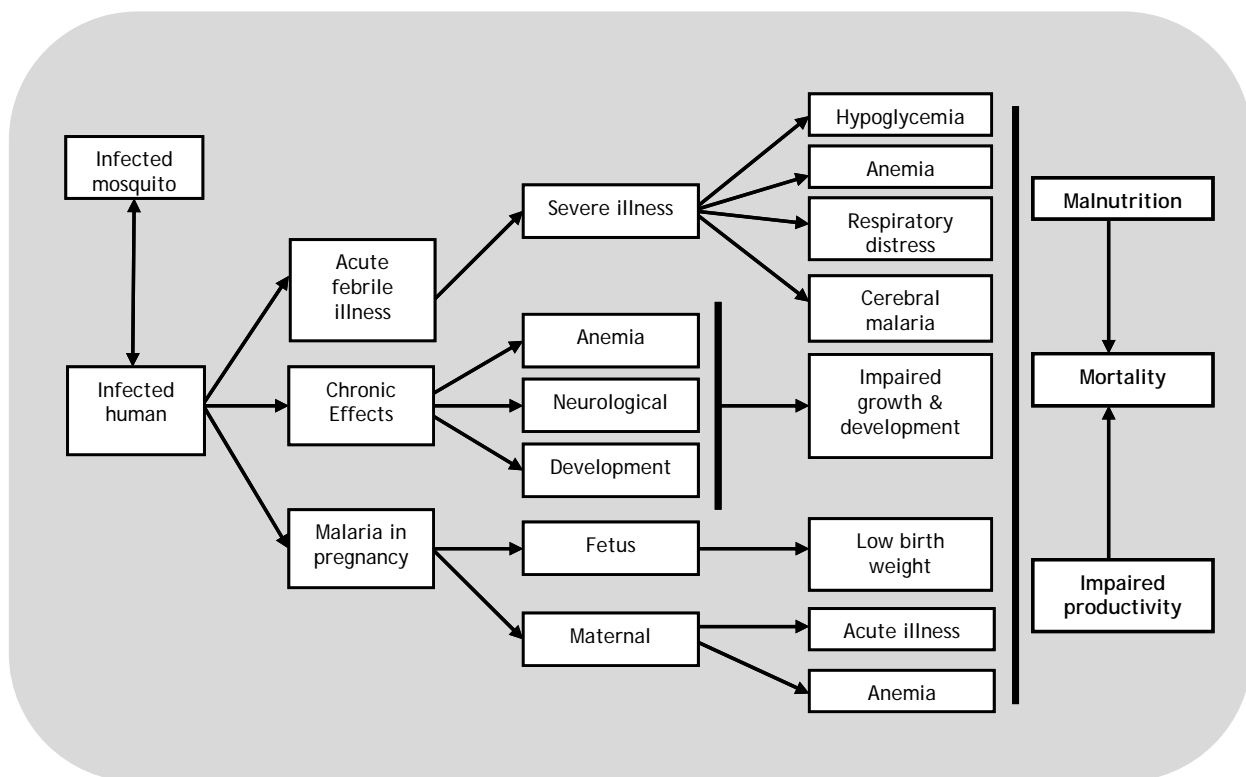 Infected
mosquito
Infected
human
Acute
febrile
illness
Chronic
Effects
Malaria in
pregnancy
Severe illness
Anemia
Neurological
Development
Fetus
Maternal
Hypoglycemia
Anemia
Respiratory
distress
Cerebral
malaria
Impaired
growth &
development
Low birth
weight
Acute illness
Anemia
Malnutrition
Mortality
Impaired
productivity